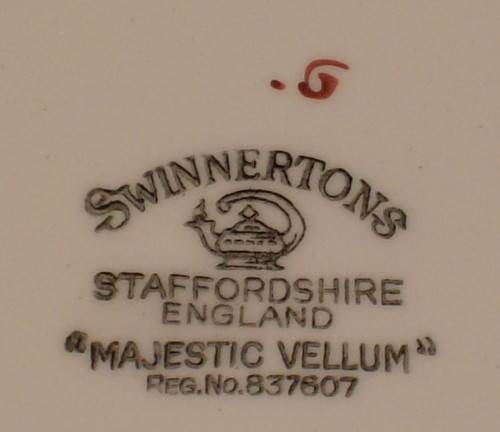 SWINNERTONS
STAFFORDSHIRE
ENGLAND
"MAJESTIC VELLUM"
REG. NO. 837607